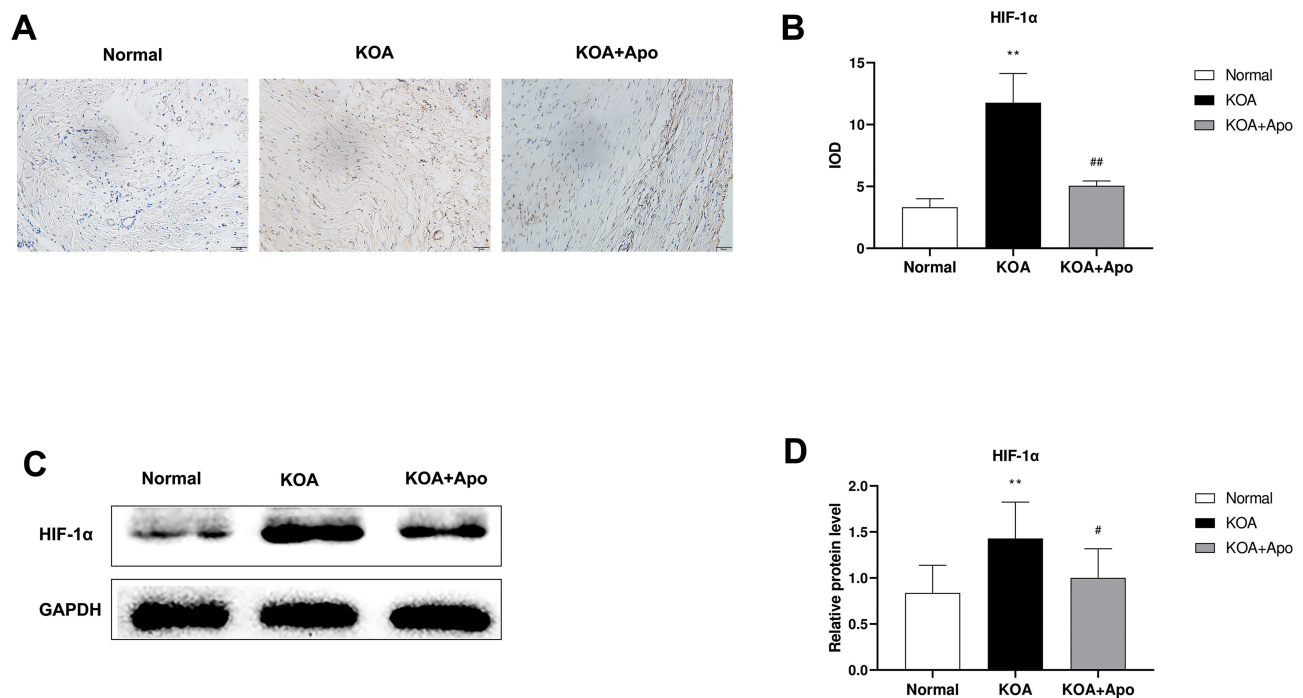 A
Normal
KOA
KOA+Apo
B
HIF-1α
**
##
15
10
5
0
IOD
Normal
KOA
KOA+Apo
Normal
KOA
KOA+Apo
C
Normal
KOA
KOA+Apo
HIF-1α
GAPDH
D
HIF-1α
**
#
2.0
1.5
1.0
0.5
0.0
Relative protein level
Normal
KOA
KOA+Apo
Normal
KOA
KOA+Apo